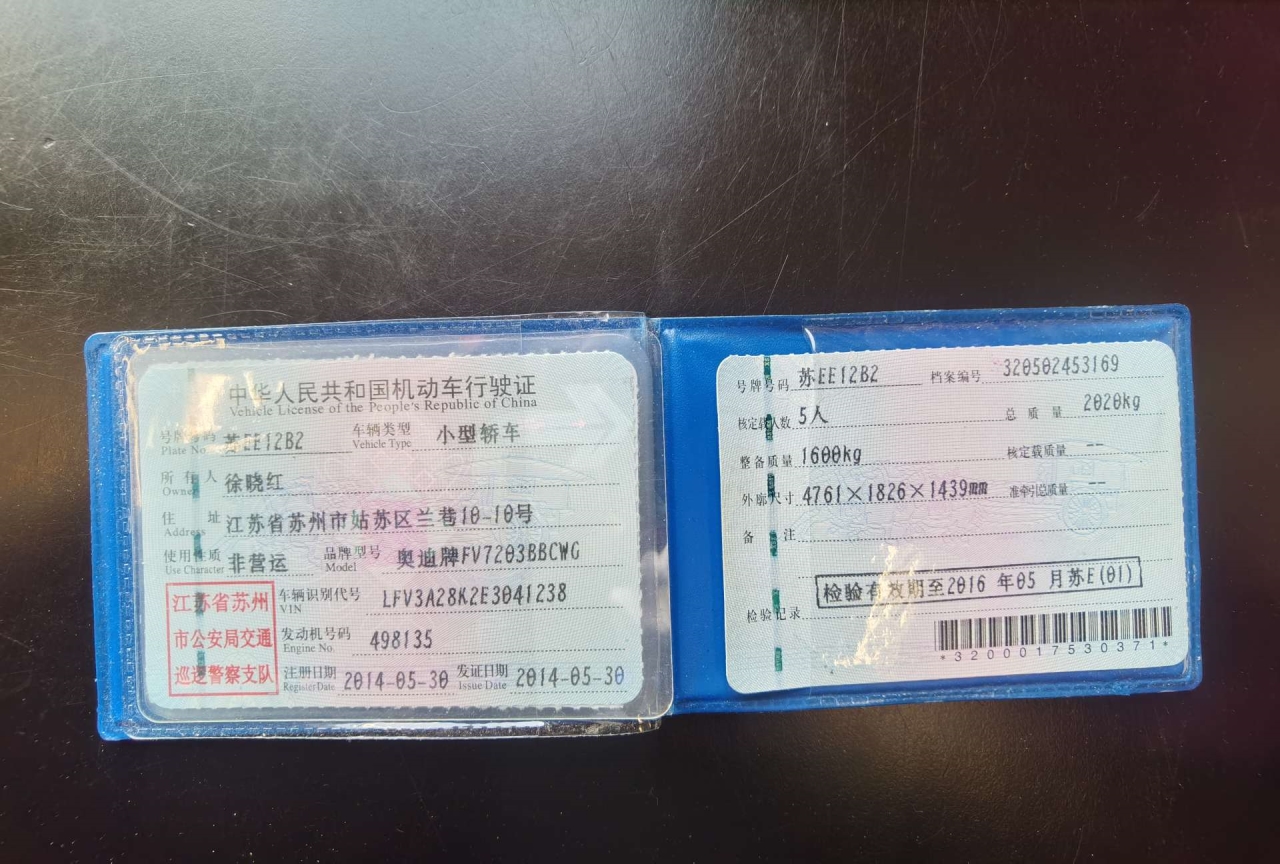 中华人民共和国机动车行驶证
Vehicle License of the People's Republic of China
号牌号码 苏EE12B2 车辆类型 小型轿车
Plate No. Vehicle Type
所有人 徐晓红
Owner
住址 江苏省苏州市姑苏区兰巷10-10号
Address
使用性质 非营运 品牌型号 奥迪牌FV7203BBCWG
Use Character Model
江苏省苏州
市公安局交通
巡逻警察支队
车辆识别代号 LFV3A28K2E3041238
VIN
发动机号码 498135
Engine No.
注册日期 2014-05-30 发证日期 2014-05-30
Register Date Issue Date
号牌号码 苏EE12B2 档案编号 320502453169
核定载人数 5人 总质量 2020kg
整备质量 1600kg 核定载质量 --
外廓尺寸 4761×1826×1439mm 准牵引总质量 --
备注
检验记录 检验有效期至2016年05月苏E(01)
*3200017530371*